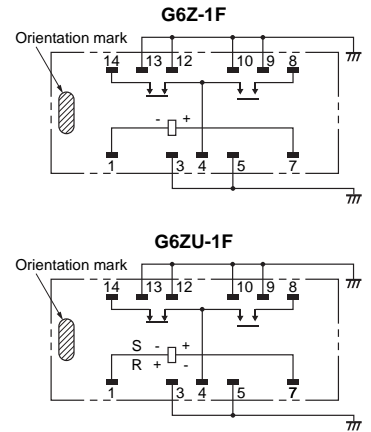 G6Z-1F
Orientation mark
14 13 12 10 9 8
- +
1 3 4 5 7
G6ZU-1F
Orientation mark
14 13 12 10 9 8
S - +
R + -
1 3 4 5 7